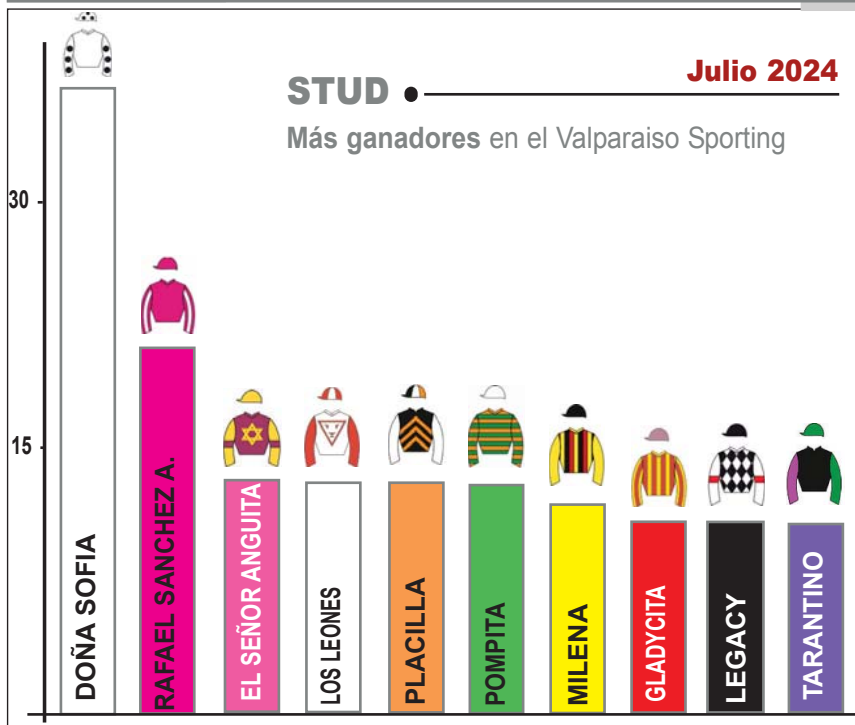 Julio 2024
STUD
Más ganadores en el Valparaiso Sporting
30
15
DOÑA SOFIA
RAFAEL SANCHEZ A.
EL SEÑOR ANGUITA
LOS LEONES
PLACILLA
POMPITA
MILENA
GLADYCITA
LEGACY
TARANTINO